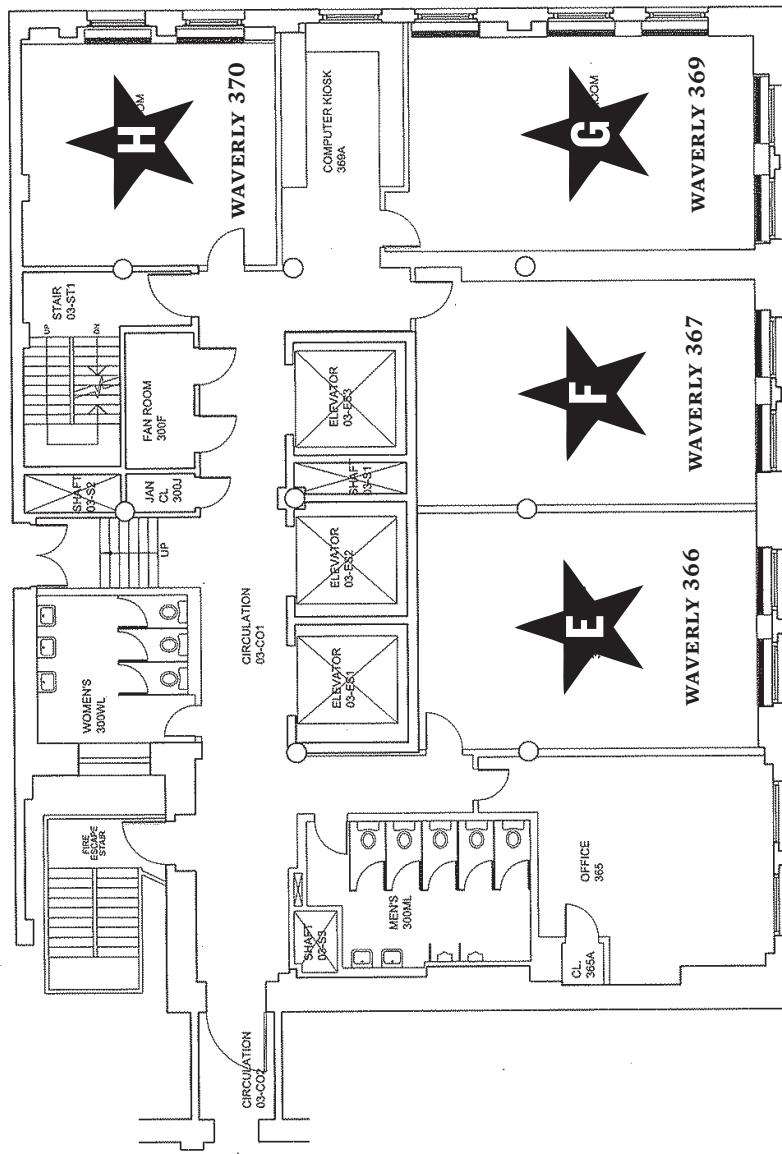 H
OOM
WAVERLY 370
COMPUTER KIOSK
369A
G
ROOM
WAVERLY 369
STAIR
03-ST1
UP
DN
FAN ROOM
300F
ELEVATOR
03-ES3
F
WAVERLY 367
SHAFT
03-S2
JAN
CL
300J
SHAFT
03-S1
UP
ELEVATOR
03-ES2
E
WAVERLY 366
CIRCULATION
03-CO1
WOMEN'S
300WL
ELEVATOR
03-ES1
FIRE
ESCAPE
STAIR
OFFICE
365
MEN'S
300ML
SHAFT
03-S3
CL.
365A
CIRCULATION
03-CO2